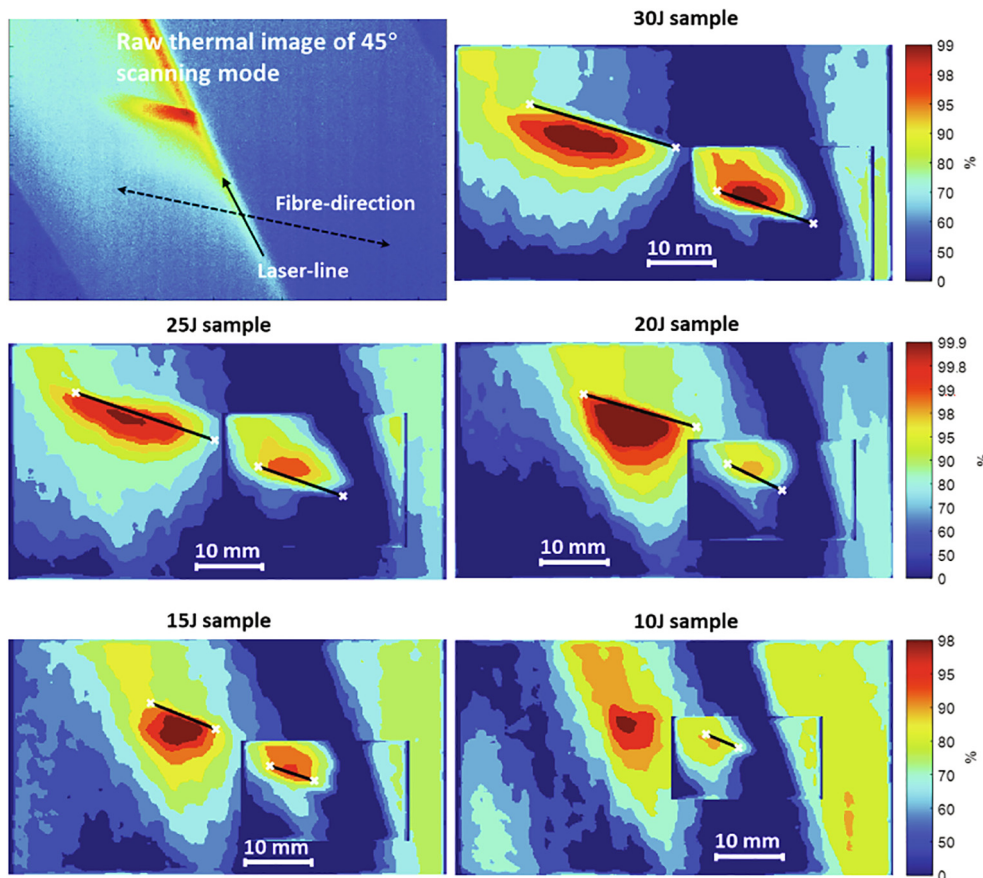 30J sample
Raw thermal image of 45°
scanning mode
Fibre-direction
Laser-line
10 mm
99
98
95
90
80
70
60
50
0
%
25J sample
10 mm
20J sample
10 mm
99.9
99.8
99.
98
95
90
80
70
60
50
0
%
15J sample
10 mm
10J sample
10 mm
98
95
90
80
70
60
50
0
%